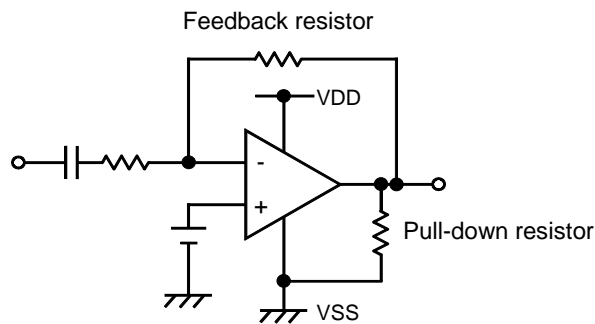 Feedback resistor
VDD
-
+
Pull-down resistor
VSS